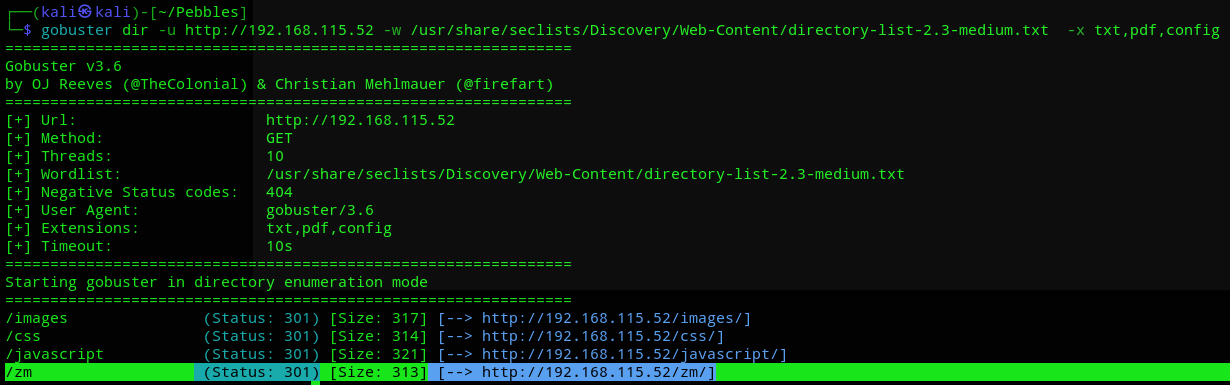 ┌──(kali㉿kali)-[~/Pebbles]
└─$ gobuster dir -u http://192.168.115.52 -w /usr/share/seclists/Discovery/Web-Content/directory-list-2.3-medium.txt  -x txt,pdf,config
===============================================================
Gobuster v3.6
by OJ Reeves (@TheColonial) & Christian Mehlmauer (@firefart)
===============================================================
[+] Url:                     http://192.168.115.52
[+] Method:                  GET
[+] Threads:                 10
[+] Wordlist:                /usr/share/seclists/Discovery/Web-Content/directory-list-2.3-medium.txt
[+] Negative Status codes:   404
[+] User Agent:              gobuster/3.6
[+] Extensions:              txt,pdf,config
[+] Timeout:                 10s
===============================================================
Starting gobuster in directory enumeration mode
===============================================================
/images               (Status: 301) [Size: 317] [--> http://192.168.115.52/images/]
/css                  (Status: 301) [Size: 314] [--> http://192.168.115.52/css/]
/javascript           (Status: 301) [Size: 321] [--> http://192.168.115.52/javascript/]
/zm                   (Status: 301) [Size: 313] [--> http://192.168.115.52/zm/]